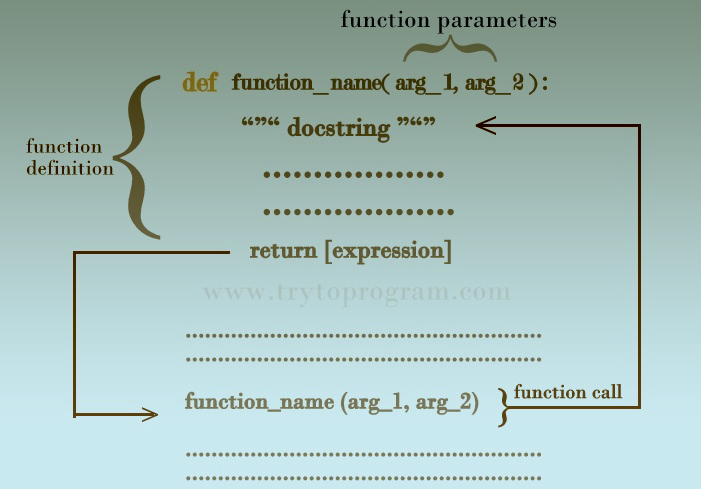 function parameters
def function_name( arg_1, arg_2 ) :
“”“ docstring ”“”
function
definition
..................
...................
return [expression]
www.trytoprogram.com
........................................................
........................................................
function_name (arg_1, arg_2)
function call
........................................................
........................................................